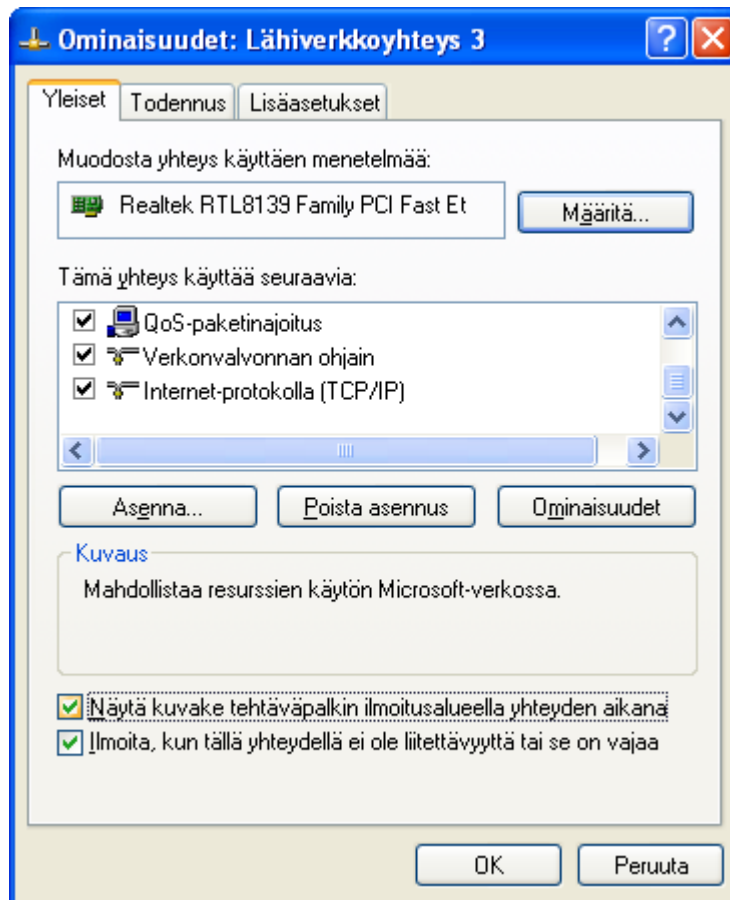 Ominaisuudet: Lähiverkkoyhteys 3
Yleiset Todennus Lisäasetukset
Muodosta yhteys käyttäen menetelmää:
Realtek RTL8139 Family PCI Fast Et
Määritä...
Tämä yhteys käyttää seuraavia:
QoS-paketinajoitus
Verkonvalvonnan ohjain
Internet-protokolla (TCP/IP)
Asenna... Poista asennus Ominaisuudet
Kuvaus
Mahdollistaa resurssien käytön Microsoft-verkossa.
Näytä kuvake tehtäväpalkin ilmoitusalueella yhteyden aikana
Ilmoita, kun tällä yhteydellä ei ole liitettävyyttä tai se on vajaa
OK Peruuta